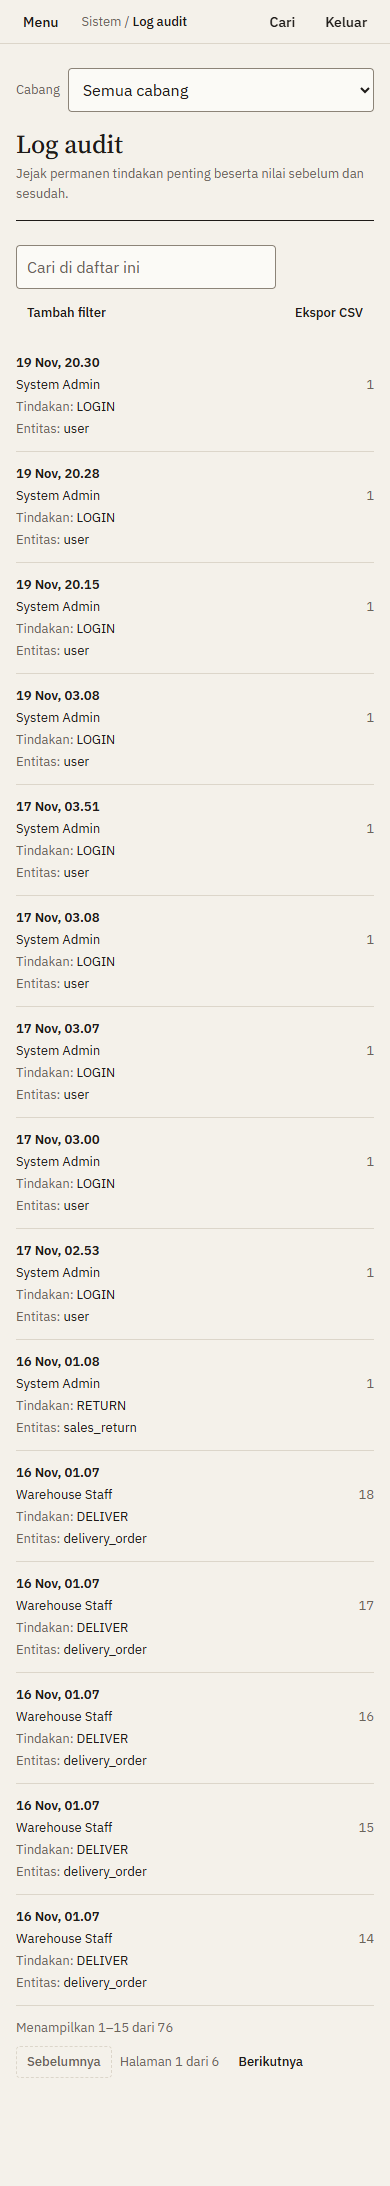 Menu Sistem / Log audit Cari Keluar
Cabang Semua cabang
Log audit
Jejak permanen tindakan penting beserta nilai sebelum dan
sesudah.
Cari di daftar ini
Tambah filter Ekspor CSV
19 Nov, 20.30
System Admin 1
Tindakan: LOGIN
Entitas: user
19 Nov, 20.28
System Admin 1
Tindakan: LOGIN
Entitas: user
19 Nov, 20.15
System Admin 1
Tindakan: LOGIN
Entitas: user
19 Nov, 03.08
System Admin 1
Tindakan: LOGIN
Entitas: user
17 Nov, 03.51
System Admin 1
Tindakan: LOGIN
Entitas: user
17 Nov, 03.08
System Admin 1
Tindakan: LOGIN
Entitas: user
17 Nov, 03.07
System Admin 1
Tindakan: LOGIN
Entitas: user
17 Nov, 03.00
System Admin 1
Tindakan: LOGIN
Entitas: user
17 Nov, 02.53
System Admin 1
Tindakan: LOGIN
Entitas: user
16 Nov, 01.08
System Admin 1
Tindakan: RETURN
Entitas: sales_return
16 Nov, 01.07
Warehouse Staff 18
Tindakan: DELIVER
Entitas: delivery_order
16 Nov, 01.07
Warehouse Staff 17
Tindakan: DELIVER
Entitas: delivery_order
16 Nov, 01.07
Warehouse Staff 16
Tindakan: DELIVER
Entitas: delivery_order
16 Nov, 01.07
Warehouse Staff 15
Tindakan: DELIVER
Entitas: delivery_order
16 Nov, 01.07
Warehouse Staff 14
Tindakan: DELIVER
Entitas: delivery_order
Menampilkan 1–15 dari 76
Sebelumnya Halaman 1 dari 6 Berikutnya